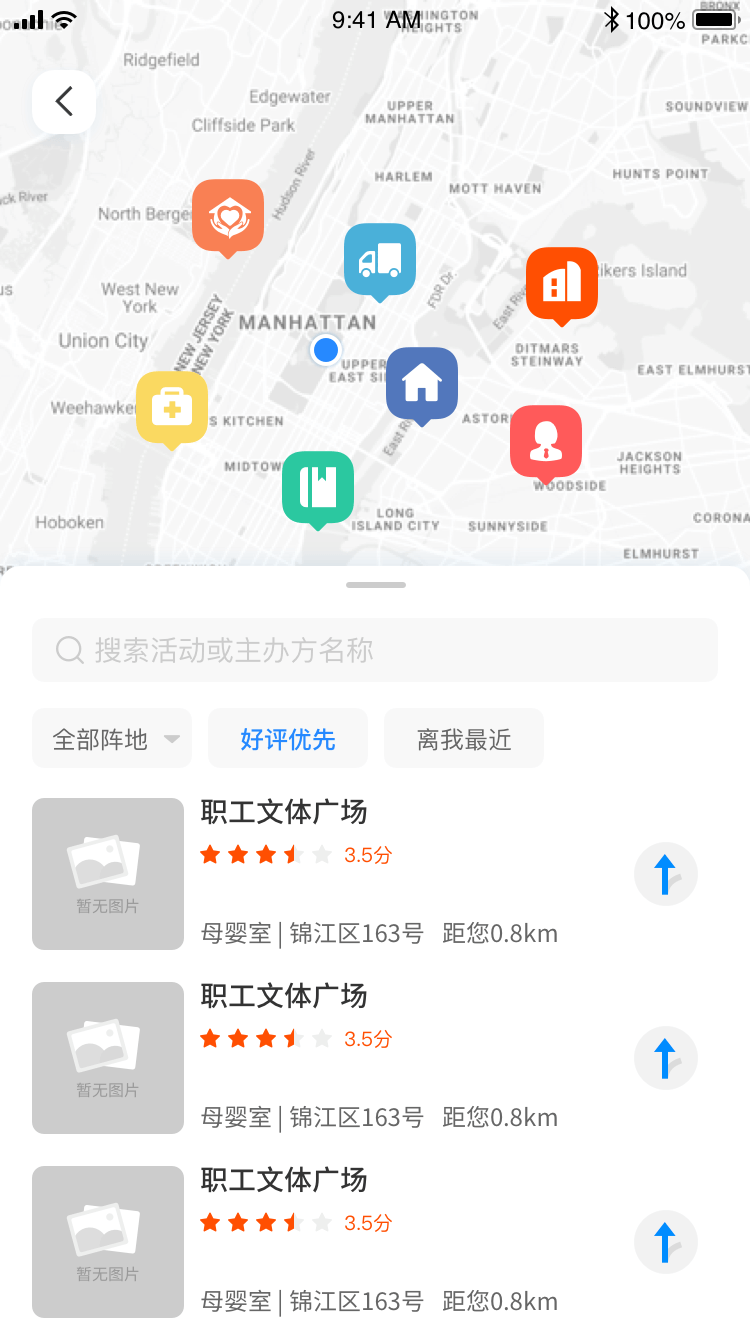 9:41 AM
100%
WASHINGTON
HEIGHTS
BRONX
PARKC
Ridgefield
Edgewater
Cliffside Park
UPPER
MANHATTAN
SOUNDVIEW
HARLEM
MOTT HAVEN
HUNTS POINT
ck River
Hudson River
North Berge
West New
York
Rikers Island
FDR Dr.
East Riv
NEW JERSEY
NEW YORK
MANHATTAN
Union City
UPPER
EAST SI
DITMARS
STEINWAY
EAST ELMHURST
Weehawke
S KITCHEN
ASTOR
East Ri
MIDTOW
JACKSON
HEIGHTS
WOODSIDE
Hoboken
LONG
ISLAND CITY
SUNNYSIDE
CORONA
ELMHURST
搜索活动或主办方名称
全部阵地
好评优先
离我最近
职工文体广场
3.5分
暂无图片
母婴室 | 锦江区163号 距您0.8km
职工文体广场
3.5分
暂无图片
母婴室 | 锦江区163号 距您0.8km
职工文体广场
3.5分
暂无图片
母婴室 | 锦江区163号 距您0.8km